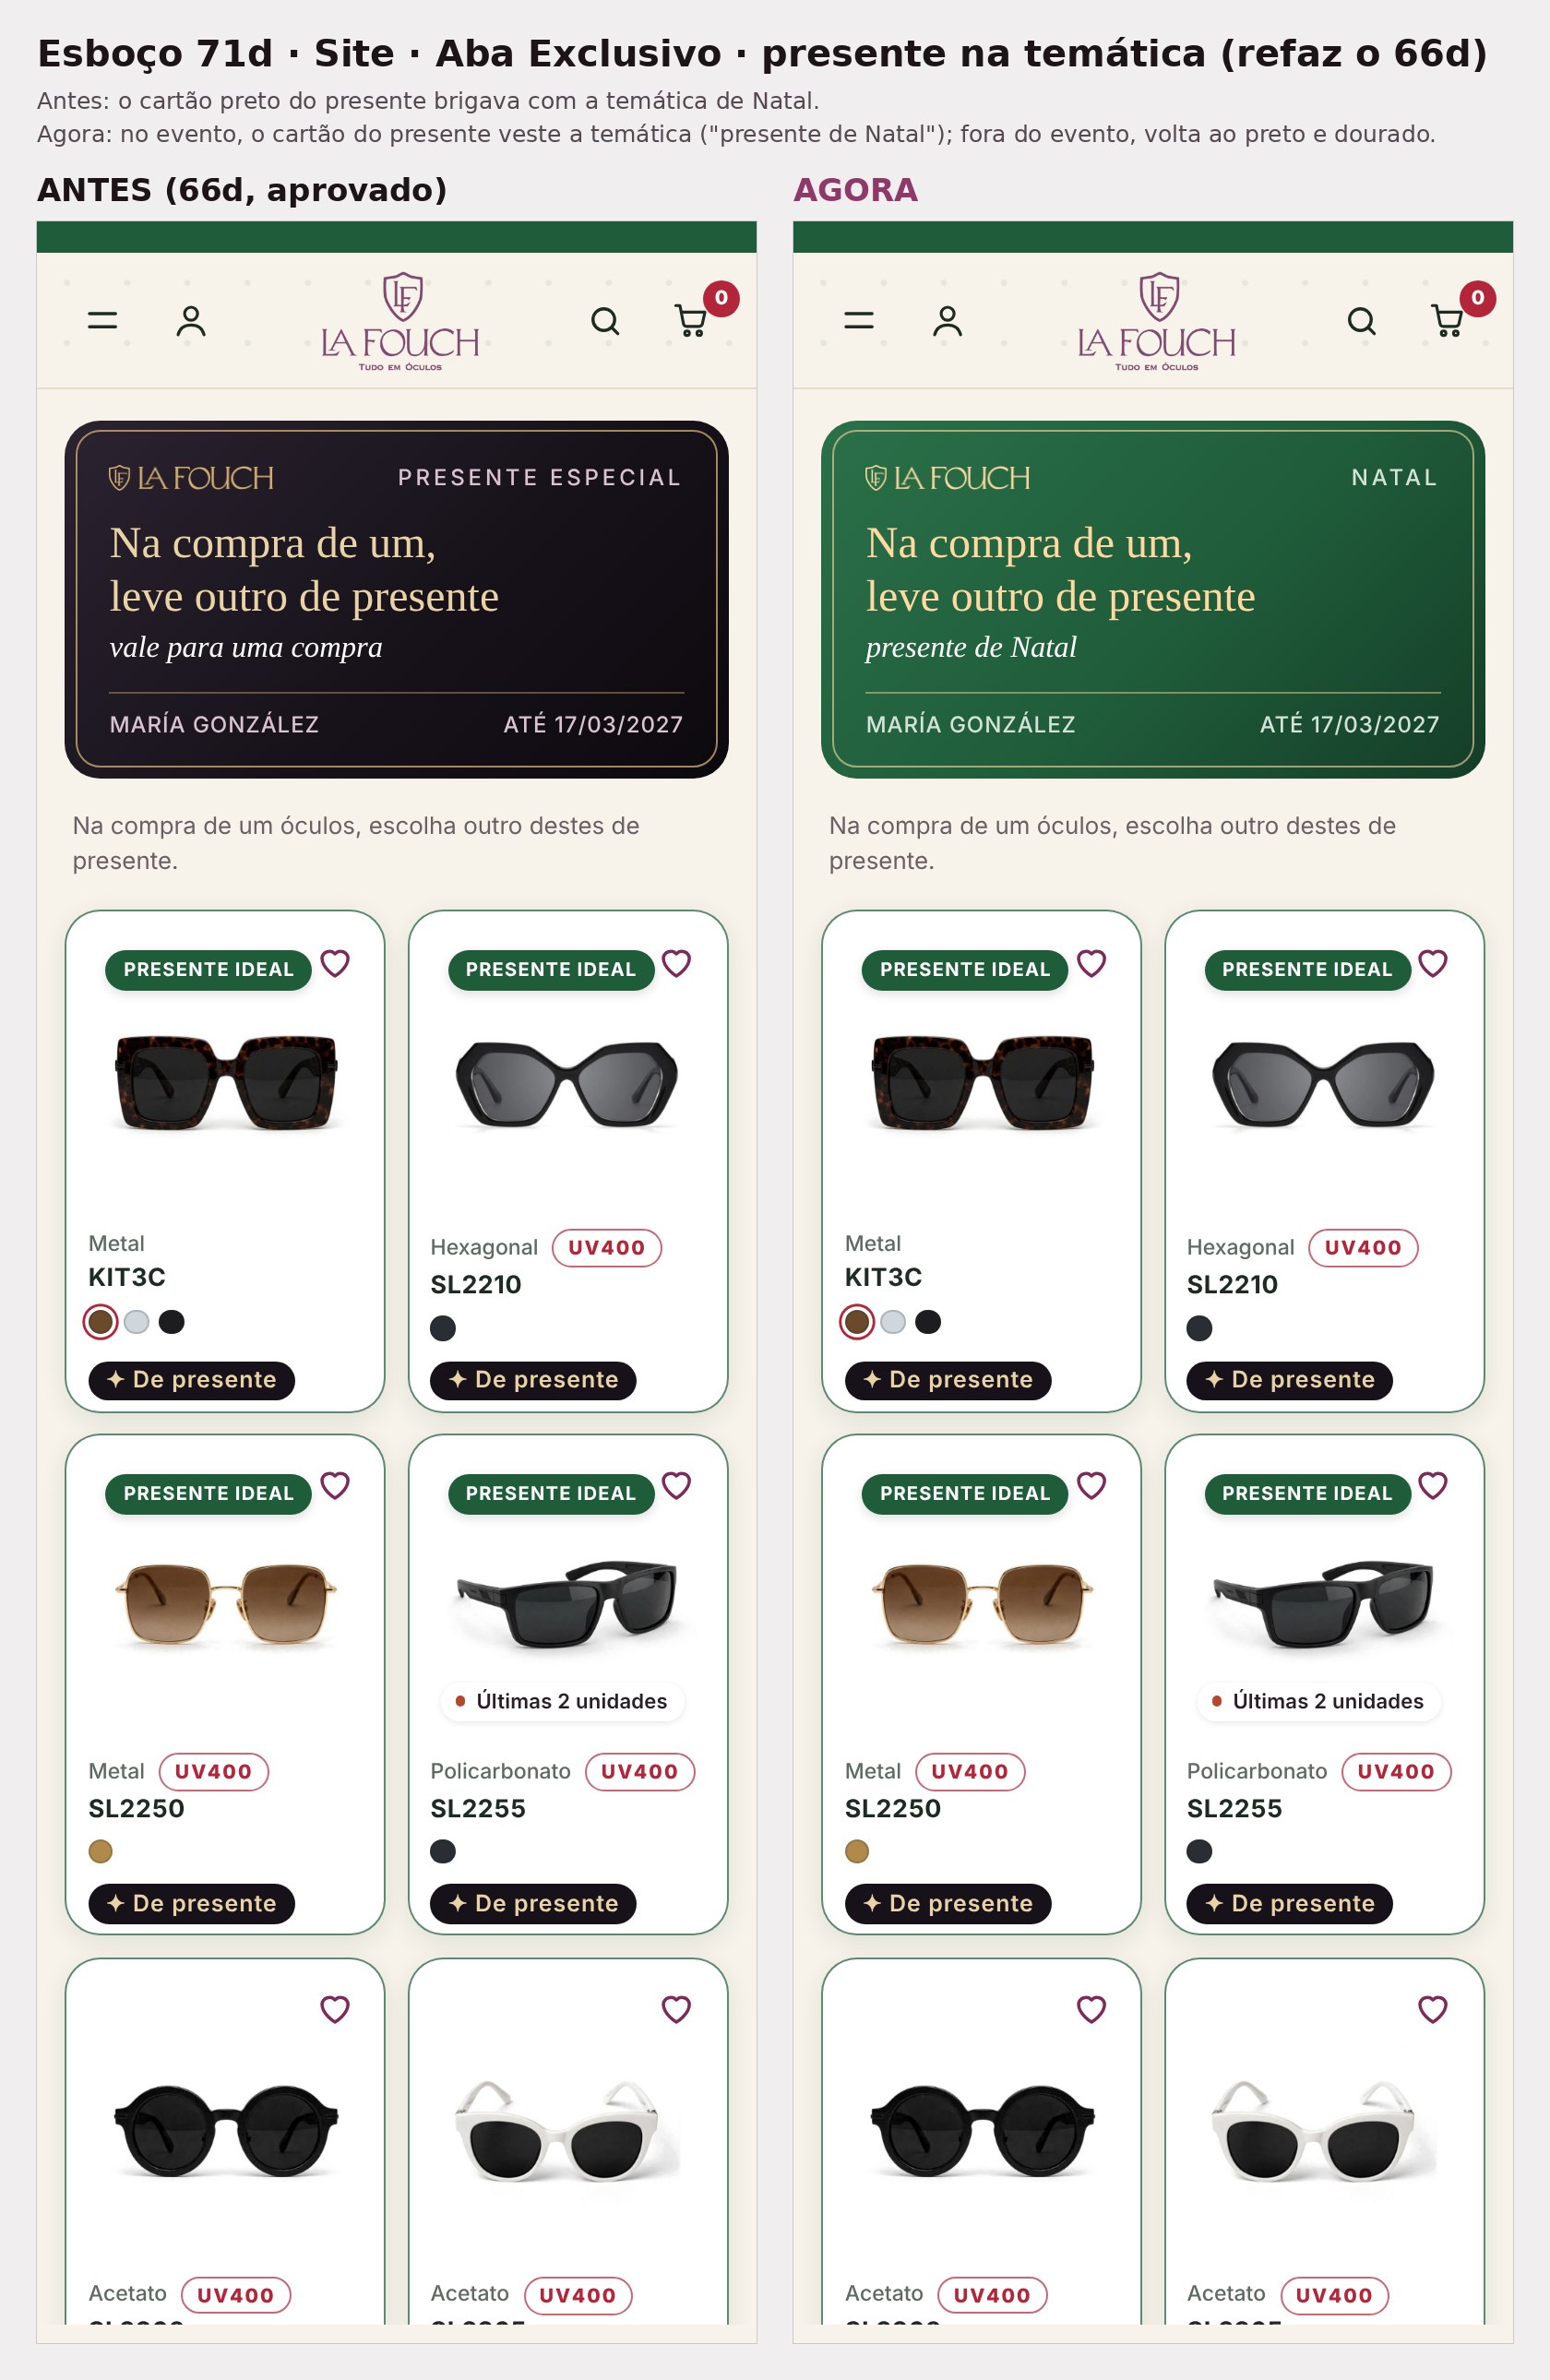 Esboço 71d · Site · Aba Exclusivo · presente na temática (refaz o 66d)
Antes: o cartão preto do presente brigava com a temática de Natal.
Agora: no evento, o cartão do presente veste a temática ("presente de Natal"); fora do evento, volta ao preto e dourado.
ANTES (66d, aprovado)
LF
0
LA FOUCH
TUDO EM ÓCULOS
LF LA FOUCH PRESENTE ESPECIAL
Na compra de um,
leve outro de presente
vale para uma compra
MARÍA GONZÁLEZ ATÉ 17/03/2027
Na compra de um óculos, escolha outro destes de
presente.
PRESENTE IDEAL PRESENTE IDEAL
Metal Hexagonal UV400
KIT3C SL2210
✦ De presente ✦ De presente
PRESENTE IDEAL PRESENTE IDEAL
Últimas 2 unidades
Metal UV400 Policarbonato UV400
SL2250 SL2255
✦ De presente ✦ De presente
Acetato UV400 Acetato UV400
AGORA
LF
0
LA FOUCH
TUDO EM ÓCULOS
LF LA FOUCH NATAL
Na compra de um,
leve outro de presente
presente de Natal
MARÍA GONZÁLEZ ATÉ 17/03/2027
Na compra de um óculos, escolha outro destes de
presente.
PRESENTE IDEAL PRESENTE IDEAL
Metal Hexagonal UV400
KIT3C SL2210
✦ De presente ✦ De presente
PRESENTE IDEAL PRESENTE IDEAL
Últimas 2 unidades
Metal UV400 Policarbonato UV400
SL2250 SL2255
✦ De presente ✦ De presente
Acetato UV400 Acetato UV400